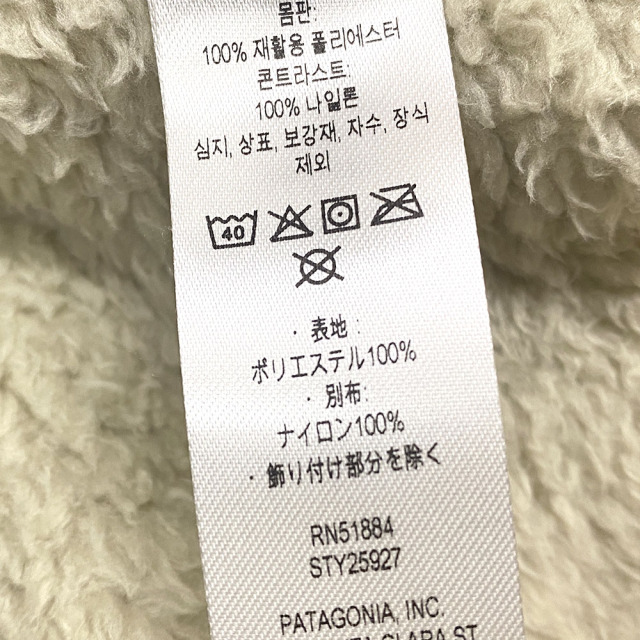 몸판:
100% 재활용 폴리에스터
콘트라스트:
100% 나일론
심지, 상표, 보강재, 자수, 장식
제외
40
· 表地 :
ポリエステル100%
· 別布:
ナイロン100%
· 飾り付け部分を除く
RN51884
STY25927
PATAGONIA, INC.
CLARA ST